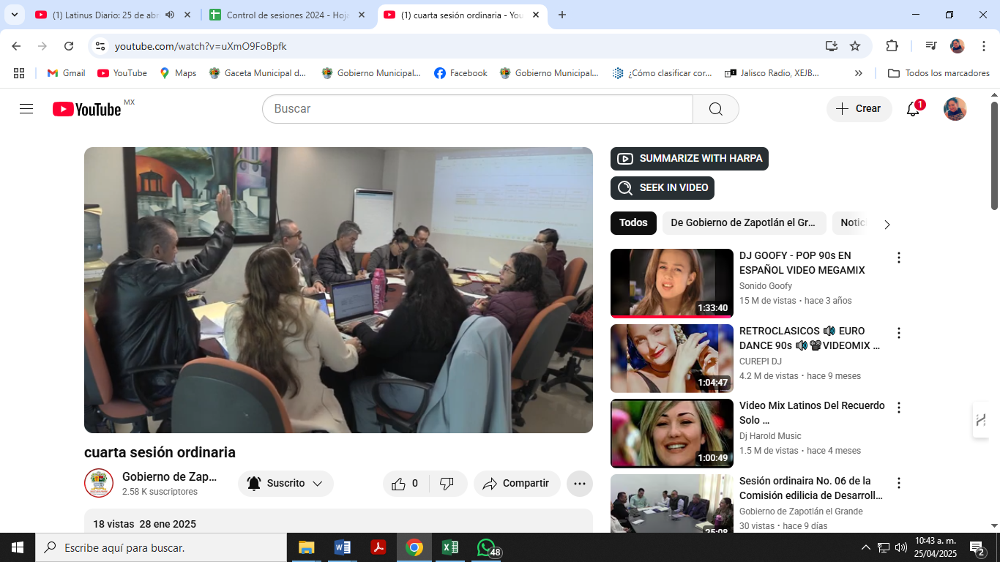 (1) Latinus Diario: 25 de abr
Control de sesiones 2024 - Hoja
(1) cuarta sesión ordinaria - You
youtube.com/watch?v=uXmO9FoBpfk
Gmail
YouTube
Maps
Gaceta Municipal d...
Gobierno Municipal...
Facebook
Gobierno Municipal...
¿Cómo clasificar cor...
Jalisco Radio, XEJB...
Todos los marcadores
YouTube MX
Buscar
Crear
1
POWER
SUMMARIZE WITH HARPA
SEEK IN VIDEO
Todos
De Gobierno de Zapotlán el Gr...
Notic
DJ GOOFY - POP 90s EN
ESPAÑOL VIDEO MEGAMIX
Sonido Goofy
15 M de vistas • hace 3 años
1:33:40
RETROCLASICOS 🔊 EURO
DANCE 90s 🔊📽VIDEOMIX ...
CUREPI DJ
4.2 M de vistas • hace 9 meses
1:04:47
Video Mix Latinos Del Recuerdo
Solo ...
Dj Harold Music
1.5 M de vistas • hace 4 meses
1:00:49
Sesión ordinaira No. 06 de la
Comisión edilicia de Desarroll...
Gobierno de Zapotlán el Grande
30 vistas • hace 9 días
25:08
cuarta sesión ordinaria
Gobierno de Zap...
2.58 K suscriptores
Suscrito
0
Compartir
18 vistas 28 ene 2025
Escribe aquí para buscar.
48
10:43 a. m.
25/04/2025
2